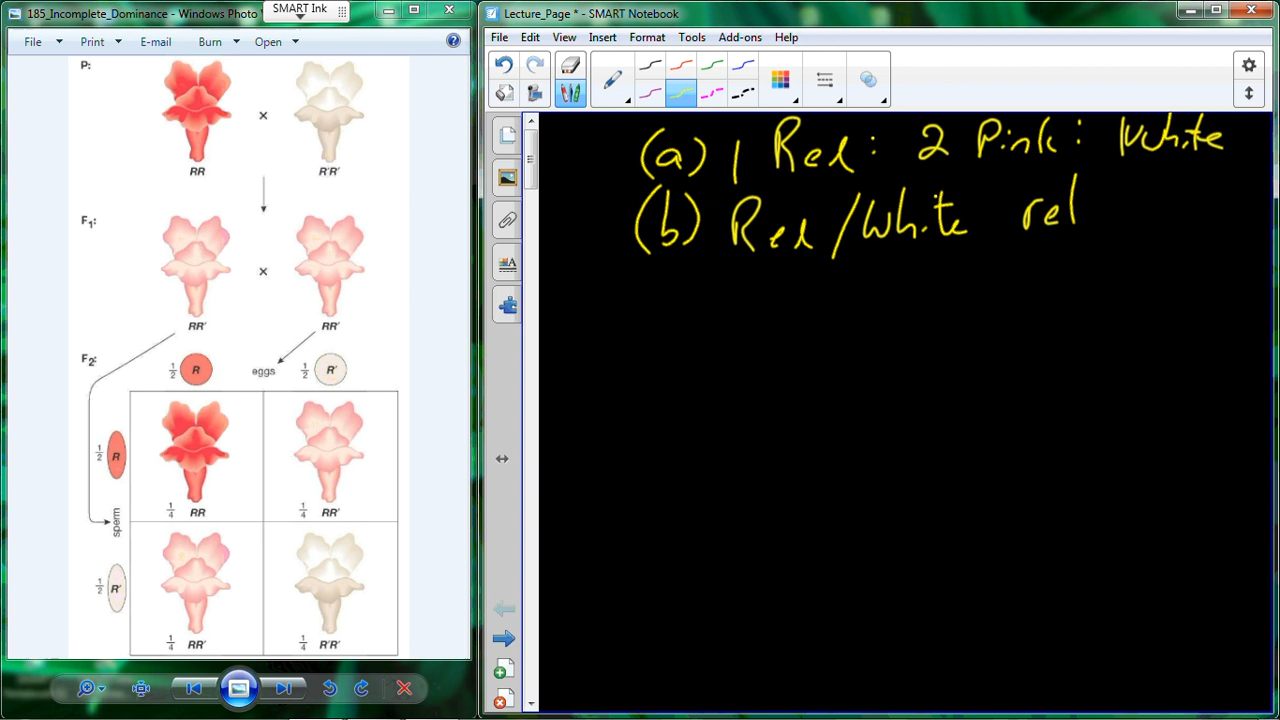 185_Incomplete_Dominance - Windows Photo V
SMART Ink
File Print E-mail Burn Open
P:
×
RR R'R'
F1:
×
RR' RR'
F2:
1/2 R eggs 1/2 R'
1/2 R
1/4 RR 1/4 RR'
sperm
1/2 R'
1/4 RR' 1/4 R'R'
Lecture_Page * - SMART Notebook
File Edit View Insert Format Tools Add-ons Help
(a) 1 Red : 2 Pink : White
(b) Red/White rel